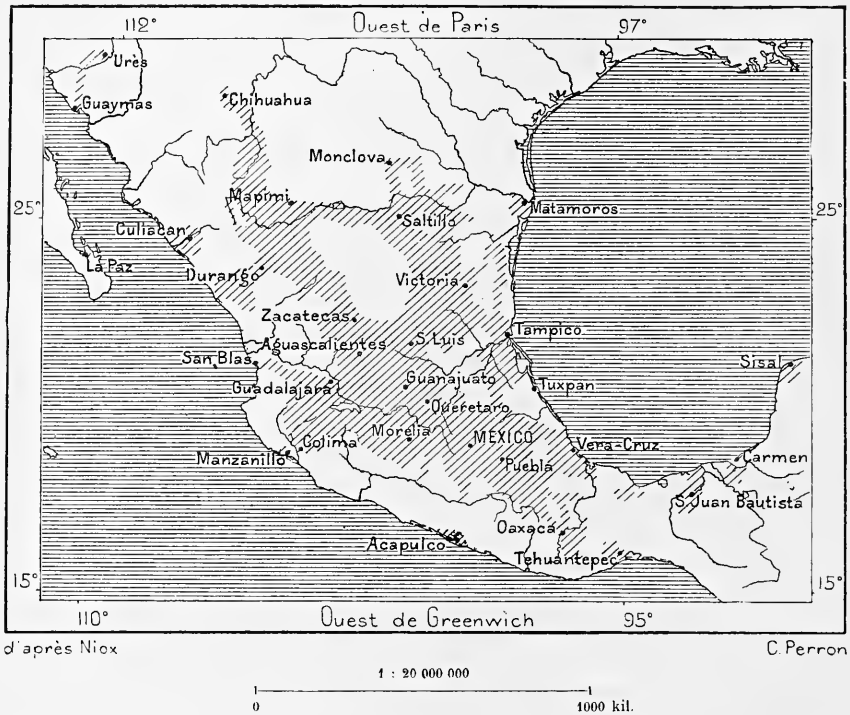 112° Ouest de Paris 97°
Urès
Guaymas
Chihuahua
Monclova
Mapimi
Matamoros
25° 25°
Saltillo
Culiacan
La Paz
Durango
Victoria
Zacatecas
Tampico
S. Luis
Aguascalientes
San Blas
Sisal
Guadalajara
Guanajuato
Tuxpan
Queretaro
Morelia
MEXICO
Colima
Vera-Cruz
Manzanillo
Puebla
Carmen
S. Juan Bautista
Oaxaca
Acapulco
Tehuantepec
15° 15°
110° Ouest de Greenwich 95°
d'après Niox C. Perron
1 : 20 000 000
0 1000 kil.